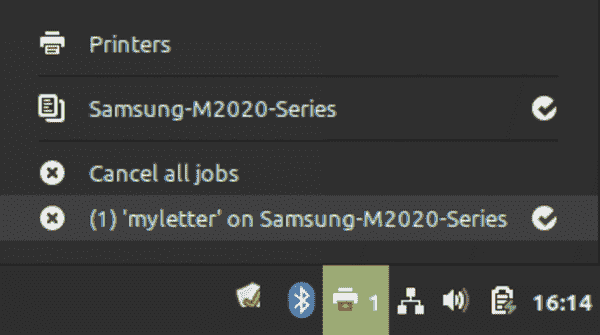 Printers
Samsung-M2020-Series
Cancel all jobs
(1) 'myletter' on Samsung-M2020-Series
1
16:14